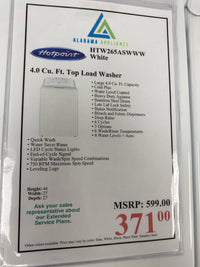 ALABAMA APPLIANCE
Hotpoint
HTW265ASWWW
White
4.0 Cu. Ft. Top Load Washer
• Large 4.0 Cu. Ft. Capacity
• Cold Plus
• Water Level Control
• Heavy Duty Agitator
• Stainless Steel Drum
• Lid Lock Safety
• Status Notification
• Bleach and Fabric Dispensers
• Deep Rinse
• 6 Cycles
• 3 Options
• 6 Wash/Rinse Temperatures
• 4 Water Levels + Auto
• Quick Wash
• Water Saver Rinse
• LED Cycle Status Lights
• End-of-Cycle Signal
• Variable Wash/Spin Speed Combinations
• 750 RPM Maximum Spin Speed
• Leveling Legs
Height: 44
Width: 27
Depth: 27
Ask your sales
representative about
our Extended
Service Plans.
MSRP: 599.00
371.00